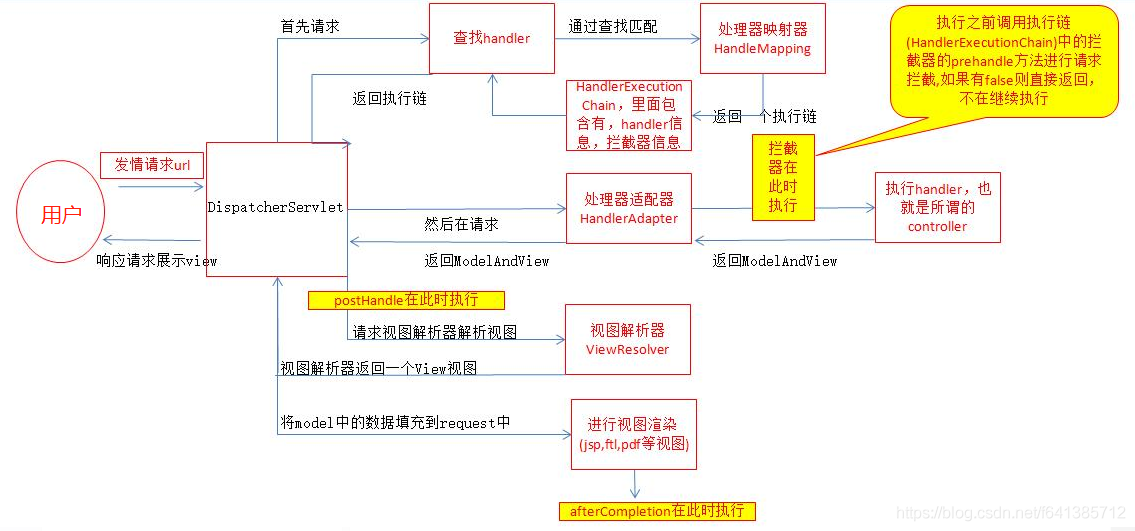 首先请求
查找handler
通过查找匹配
处理器映射器
HandleMapping
执行之前调用执行链
(HandlerExecutionChain)中的拦
截器的prehandle方法进行请求
拦截,如果有false则直接返回，
不在继续执行
返回执行链
HandlerExecution
Chain，里面包
含有，handler信
息，拦截器信息
返回 一个执行链
发情请求url
用户
DispatcherServlet
处理器适配器
HandlerAdapter
拦截
器在
此时
执行
执行handler，也
就是所谓的
controller
然后在请求
响应请求展示view
返回ModelAndView
返回ModelAndView
postHandle在此时执行
请求视图解析器解析视图
视图解析器
ViewResolver
视图解析器返回一个View视图
将model中的数据填充到request中
进行视图渲染
(jsp,ftl,pdf等视图)
afterCompletion在此时执行
https://blog.csdn.net/f641385712